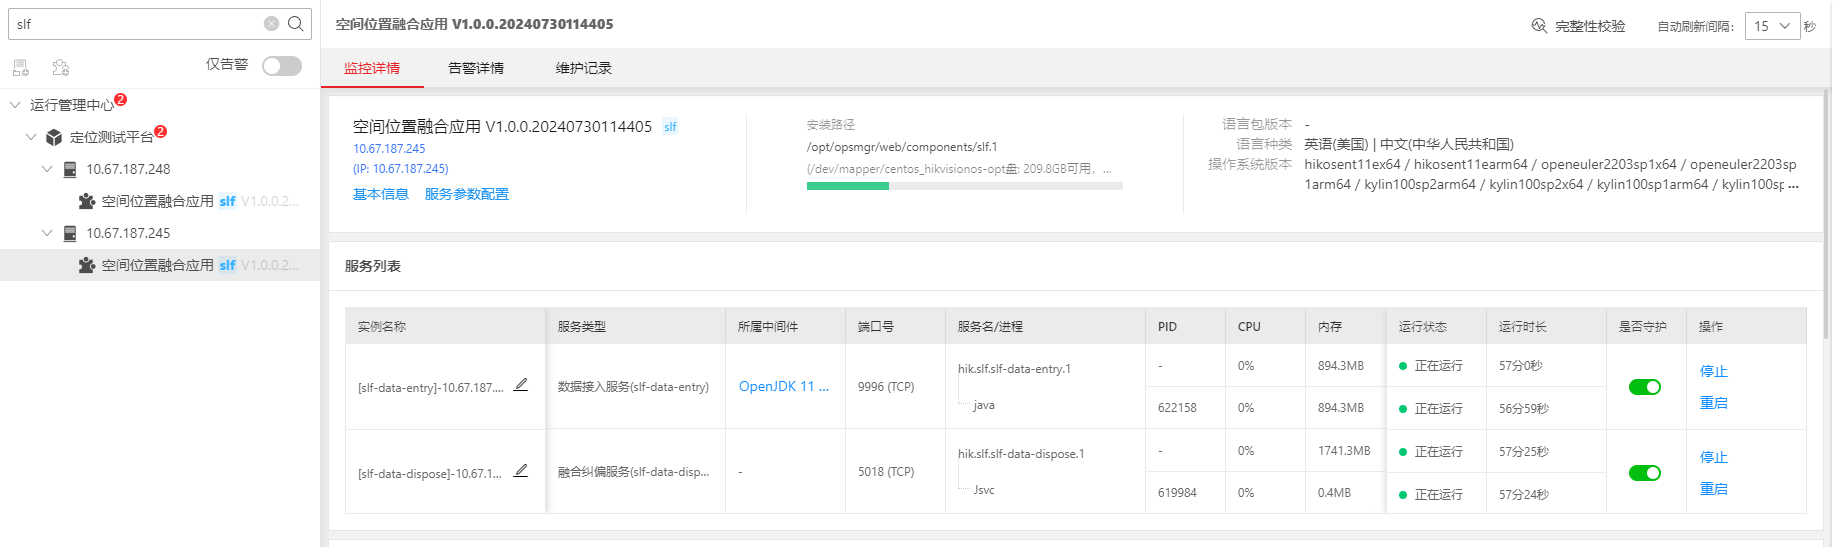 slf
仅告警
运行管理中心 2
定位测试平台 2
10.67.187.248
空间位置融合应用 slf V1.0.0.2...
10.67.187.245
空间位置融合应用 slf V1.0.0.2...
空间位置融合应用 V1.0.0.20240730114405
完整性校验 自动刷新间隔: 15 秒
监控详情 告警详情 维护记录
空间位置融合应用 V1.0.0.20240730114405 slf
10.67.187.245
(IP: 10.67.187.245)
基本信息 服务参数配置
安装路径
/opt/opsmgr/web/components/slf.1
(/dev/mapper/centos_hikvisionos-opt盘: 209.8GB可用，...
语言包版本 -
语言种类 英语(美国) | 中文(中华人民共和国)
操作系统版本 hikosent11ex64 / hikosent11earm64 / openeuler2203sp1x64 / openeuler2203sp
1arm64 / kylin100sp2arm64 / kylin100sp2x64 / kylin100sp1arm64 / kylin100sp ...
服务列表
实例名称 服务类型 所属中间件 端口号 服务名/进程 PID CPU 内存 运行状态 运行时长 是否守护 操作
[slf-data-entry]-10.67.187.... 数据接入服务(slf-data-entry) OpenJDK 11 ... 9996 (TCP)
hik.slf.slf-data-entry.1 - 0% 894.3MB 正在运行 57分0秒 停止
java 622158 0% 894.3MB 正在运行 56分59秒 重启
[slf-data-dispose]-10.67.1... 融合纠偏服务(slf-data-disp... - 5018 (TCP)
hik.slf.slf-data-dispose.1 - 0% 1741.3MB 正在运行 57分25秒 停止
Jsvc 619984 0% 0.4MB 正在运行 57分24秒 重启